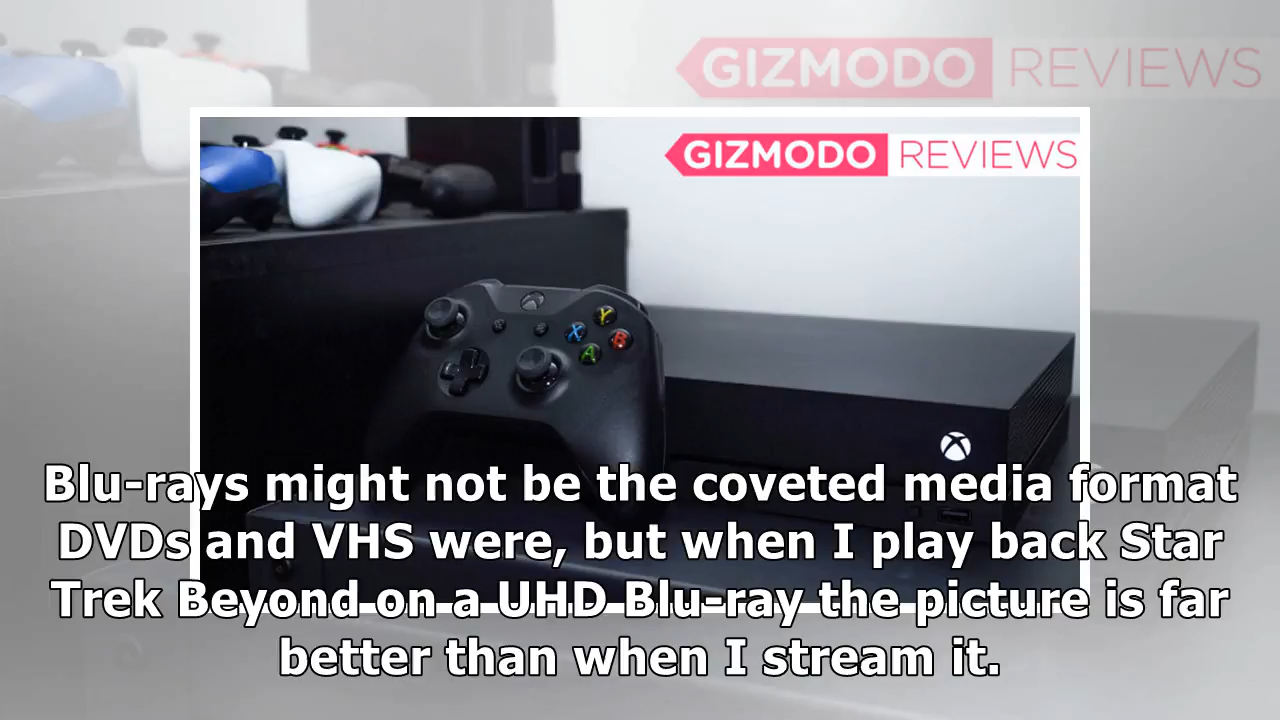 GIZMODO REVIEWS
GIZMODO REVIEWS
Y
X
B
A
Blu-rays might not be the coveted media format
DVDs and VHS were, but when I play back Star
Trek Beyond on a UHD Blu-ray the picture is far
better than when I stream it.